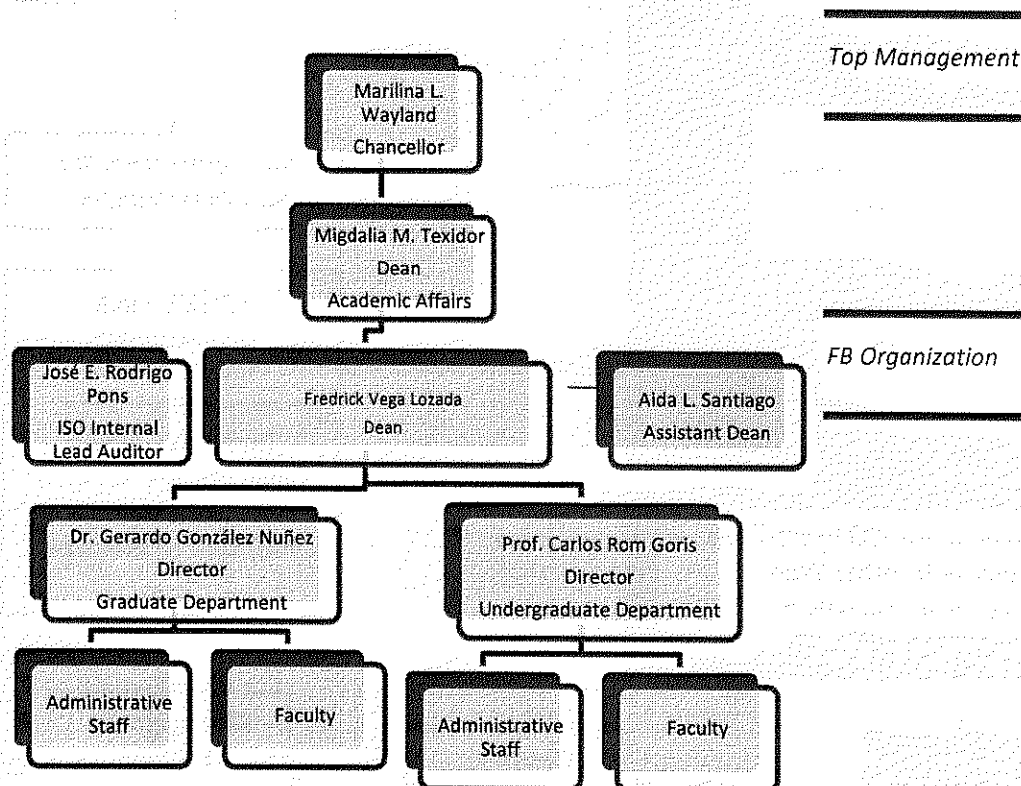 Top Management
Marilina L.
Wayland
Chancellor
Migdalia M. Texidor
Dean
Academic Affairs
FB Organization
José E. Rodrigo
Pons
ISO Internal
Lead Auditor
Fredrick Vega Lozada
Dean
Aida L. Santiago
Assistant Dean
Dr. Gerardo González Nuñez
Director
Graduate Department
Prof. Carlos Rom Goris
Director
Undergraduate Department
Administrative
Staff
Faculty
Administrative
Staff
Faculty